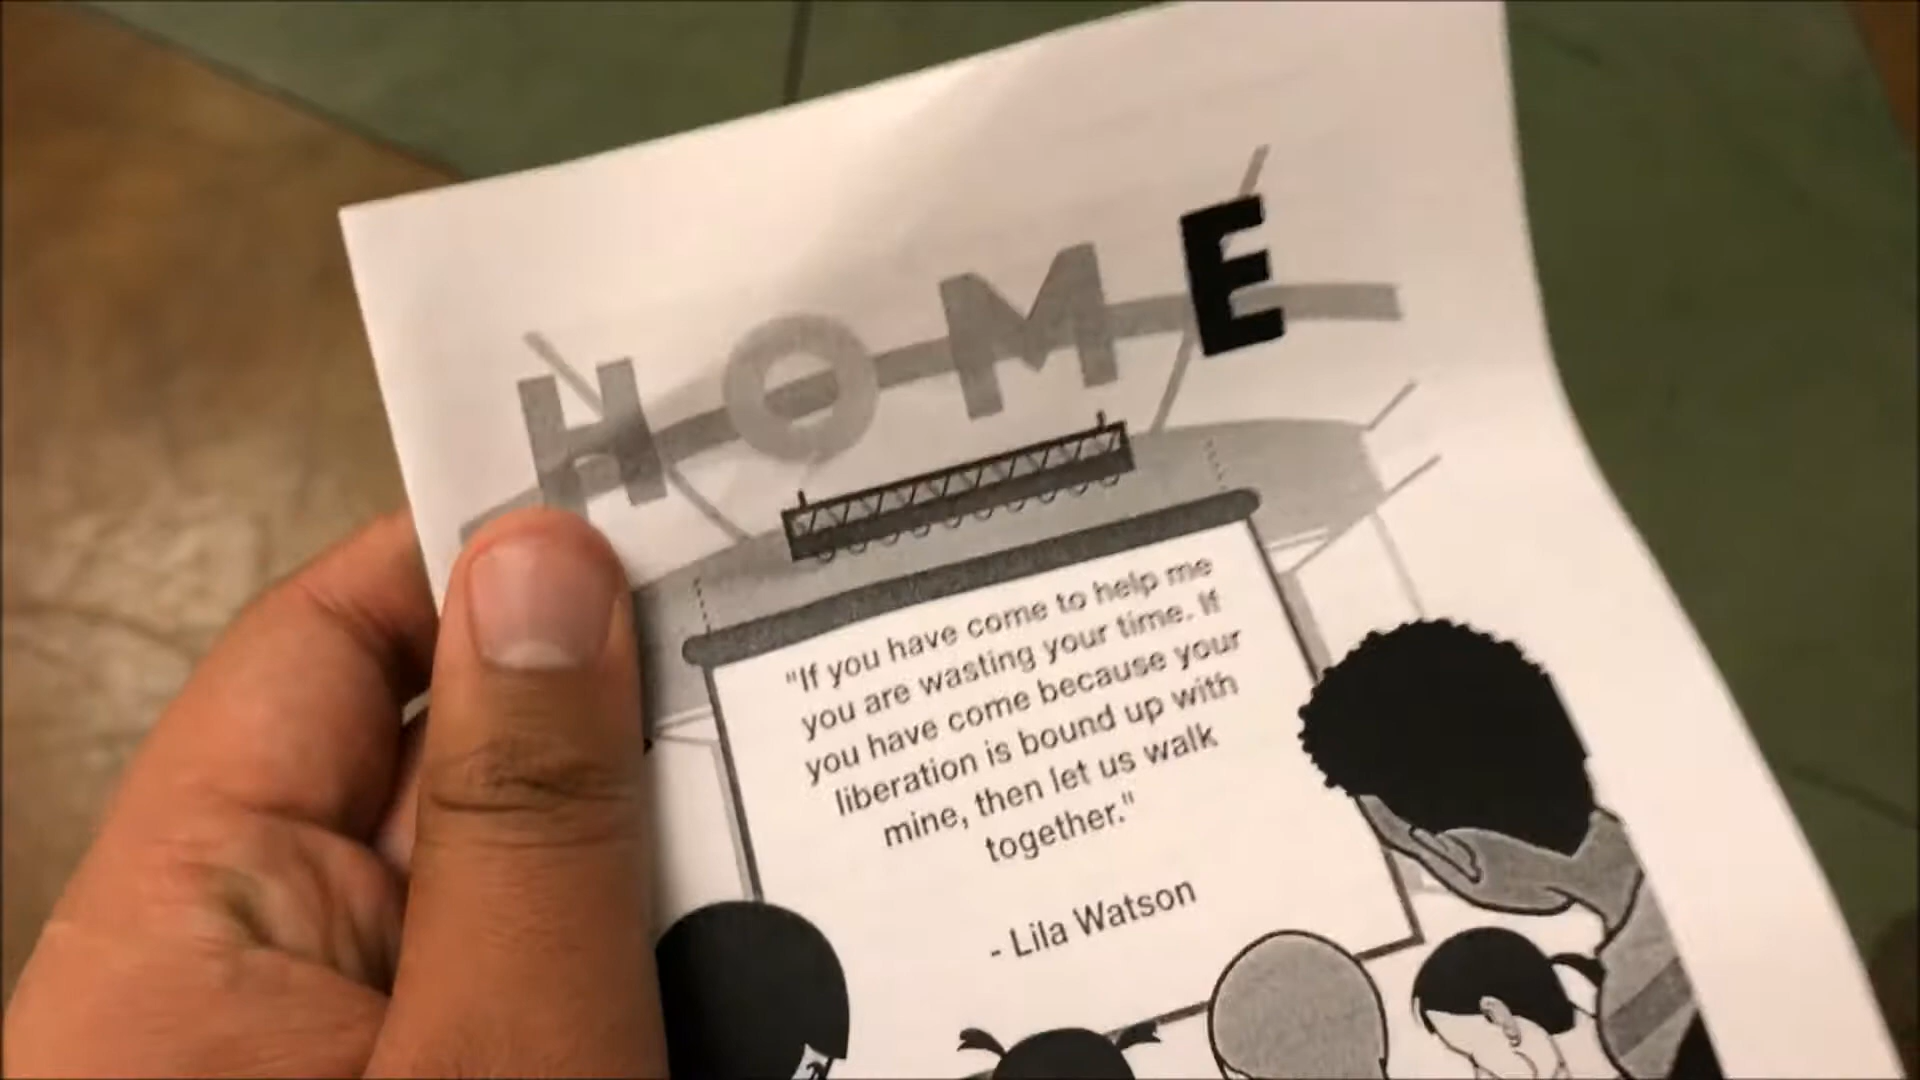 HOME
"If you have come to help me
you are wasting your time. If
you have come because your
liberation is bound up with
mine, then let us walk
together."
- Lila Watson